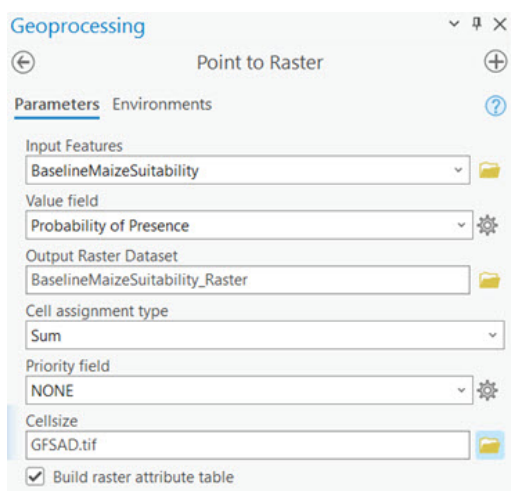 Geoprocessing
Point to Raster
Parameters Environments
Input Features
BaselineMaizeSuitability
Value field
Probability of Presence
Output Raster Dataset
BaselineMaizeSuitability_Raster
Cell assignment type
Sum
Priority field
NONE
Cellsize
GFSAD.tif
Build raster attribute table